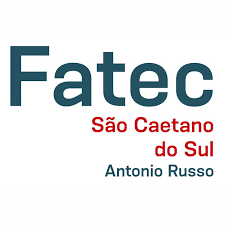 Fatec
São Caetano
do Sul
Antonio Russo